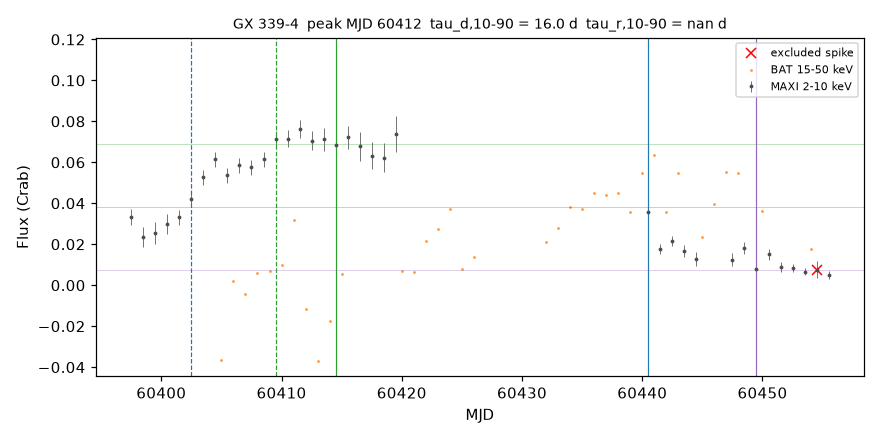 GX 339-4  peak MJD 60412  tau_d,10-90 = 16.0 d  tau_r,10-90 = nan d
0.12
0.10
0.08
0.06
0.04
0.02
0.00
−0.02
−0.04
Flux (Crab)
excluded spike
BAT 15-50 keV
MAXI 2-10 keV
60400
60410
60420
60430
60440
60450
MJD